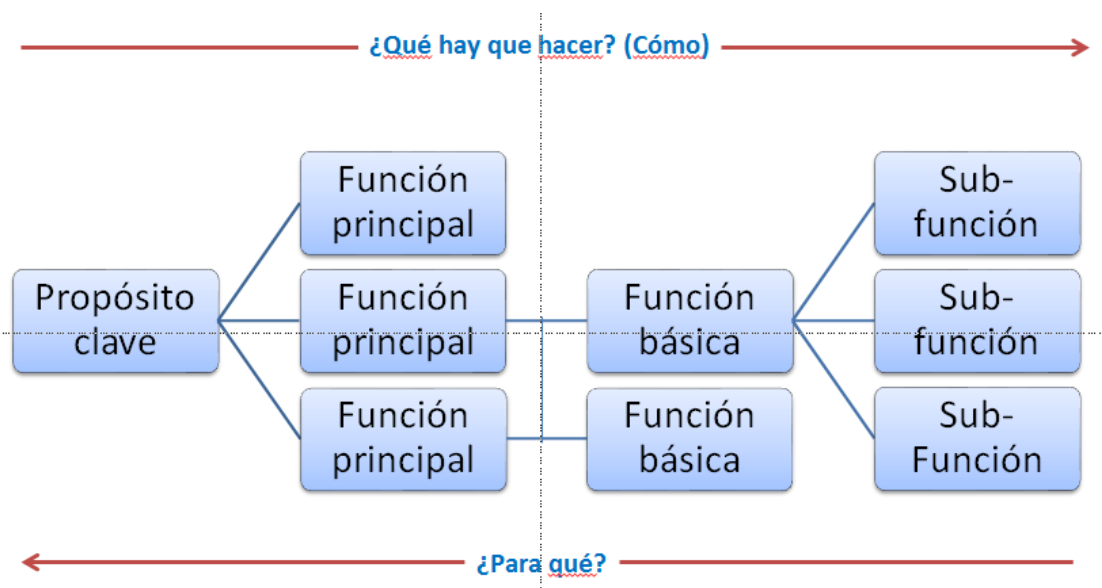 ¿Qué hay que hacer? (Cómo)
Función
principal
Sub-
función
Propósito
clave
Función
principal
Función
básica
Sub-
función
Función
principal
Función
básica
Sub-
Función
¿Para qué?